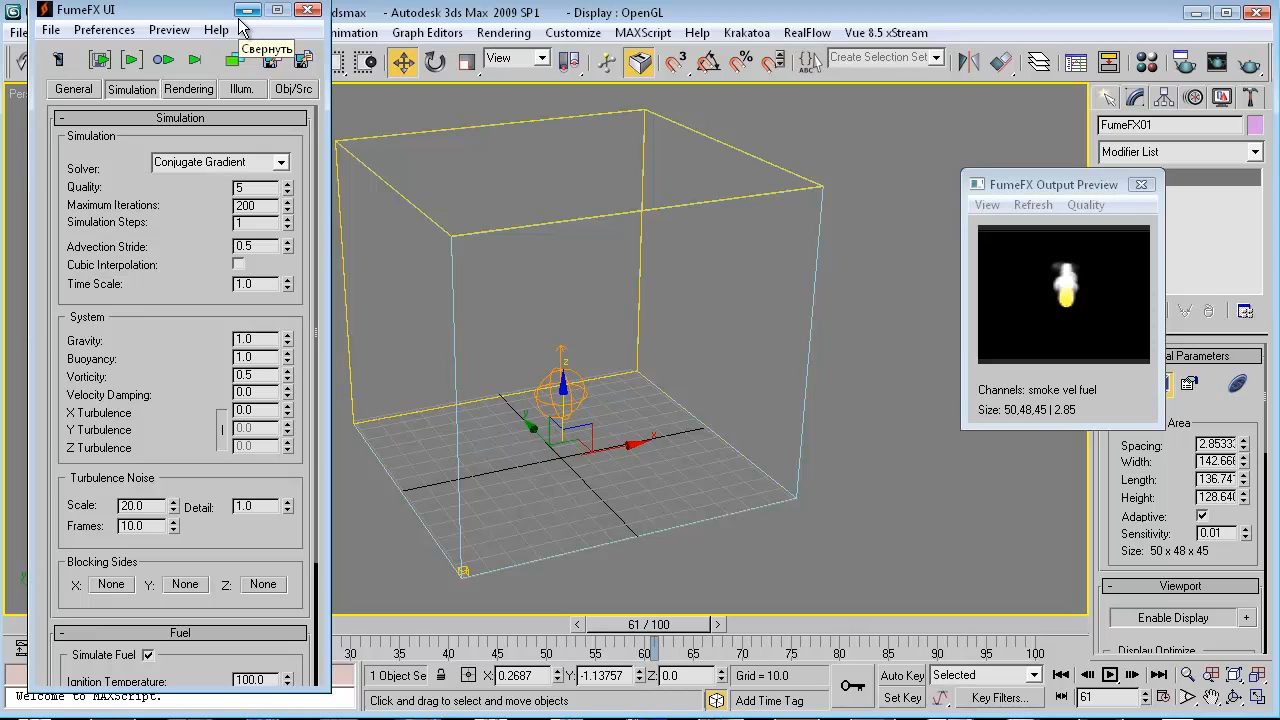 FumeFX UI
dsmax - Autodesk 3ds Max 2009 SP1 - Display : OpenGL
File Preferences Preview Help
Свернуть
Animation Graph Editors Rendering Customize MAXScript Help Krakatoa RealFlow Vue 8.5 xStream
View
Create Selection Set
General Simulation Rendering Illum. Obj/Src
FumeFX01
Modifier List
- Simulation
Simulation
Solver: Conjugate Gradient
Quality: 5
Maximum Iterations: 200
Simulation Steps: 1
Advection Stride: 0.5
Cubic Interpolation:
Time Scale: 1.0
System
Gravity: 1.0
Buoyancy: 1.0
Vorticity: 0.5
Velocity Damping: 0.0
X Turbulence 0.0
Y Turbulence 0.0
Z Turbulence 0.0
Turbulence Noise
Scale: 20.0 Detail: 1.0
Frames: 10.0
Blocking Sides
X: None Y: None Z: None
- Fuel
Simulate Fuel
Ignition Temperature: 100.0
z
y
x
FumeFX Output Preview
View Refresh Quality
Channels: smoke vel fuel
Size: 50,48,45 | 2.85
Parameters
Area
Spacing: 2.853
Width: 142.66
Length: 136.74
Height: 128.64
Adaptive:
Sensitivity: 0.01
Size: 50 x 48 x 45
- Viewport
Enable Display +
61 / 100
30 35 40 45 50 55 60 65 70 75 80 85 90 95 100
Welcome to MAXScript.
1 Object Se X: 0.2687 Y: -1.13757 Z: 0.0 Grid = 10.0
Click and drag to select and move objects
Add Time Tag
Auto Key Selected
Set Key Key Filters...
61